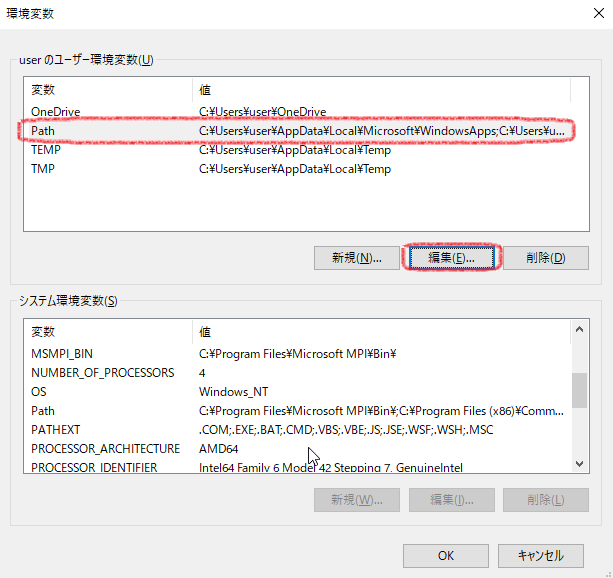 環境変数
user のユーザー環境変数(U)
変数 値
OneDrive C:¥Users¥user¥OneDrive
Path C:¥Users¥user¥AppData¥Local¥Microsoft¥WindowsApps;C:¥Users¥u...
TEMP C:¥Users¥user¥AppData¥Local¥Temp
TMP C:¥Users¥user¥AppData¥Local¥Temp
新規(N)... 編集(E)... 削除(D)
システム環境変数(S)
変数 値
MSMPI_BIN C:¥Program Files¥Microsoft MPI¥Bin¥
NUMBER_OF_PROCESSORS 4
OS Windows_NT
Path C:¥Program Files¥Microsoft MPI¥Bin¥;C:¥Program Files (x86)¥Comm...
PATHEXT .COM;.EXE;.BAT;.CMD;.VBS;.VBE;.JS;.JSE;.WSF;.WSH;.MSC
PROCESSOR_ARCHITECTURE AMD64
PROCESSOR_IDENTIFIER Intel64 Family 6 Model 42 Stepping 7, GenuineIntel
新規(W)... 編集(I)... 削除(L)
OK キャンセル